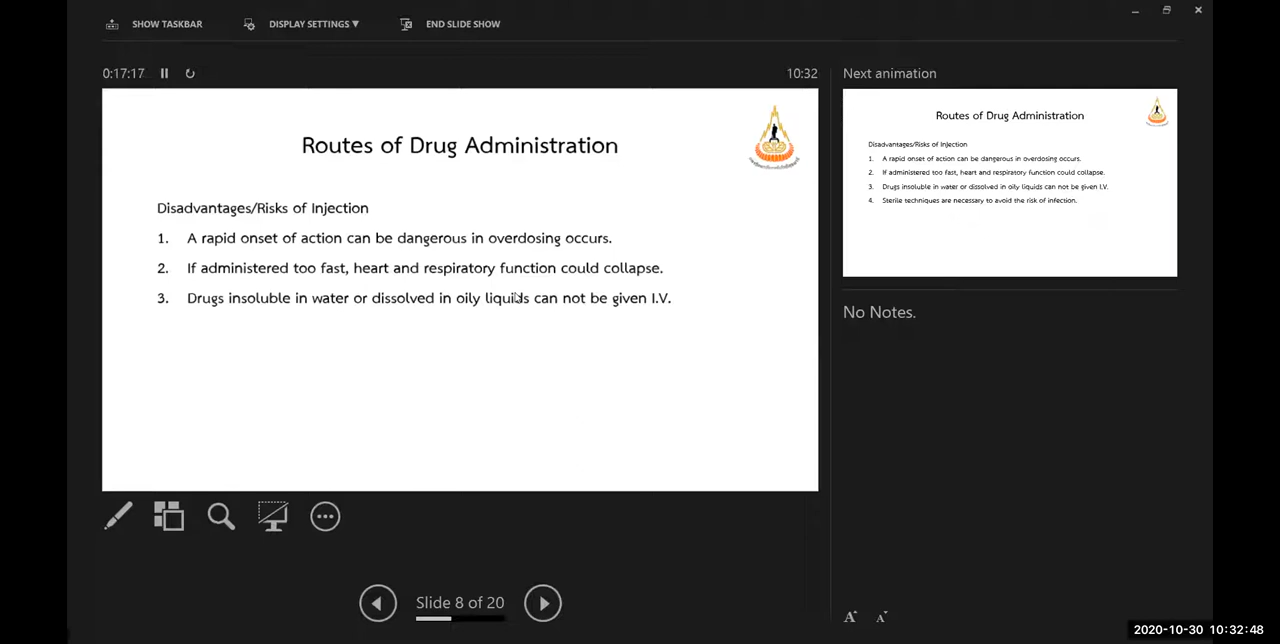 SHOW TASKBAR
DISPLAY SETTINGS ▼
END SLIDE SHOW
0:17:17
10:32
Next animation
Routes of Drug Administration
Disadvantages/Risks of Injection
1. A rapid onset of action can be dangerous in overdosing occurs.
2. If administered too fast, heart and respiratory function could collapse.
3. Drugs insoluble in water or dissolved in oily liquids can not be given I.V.
Routes of Drug Administration
Disadvantages/Risks of Injection
1. A rapid onset of action can be dangerous in overdosing occurs.
2. If administered too fast, heart and respiratory function could collapse.
3. Drugs insoluble in water or dissolved in oily liquids can not be given I.V.
4. Sterile techniques are necessary to avoid the risk of infection.
No Notes.
Slide 8 of 20
A A
2020-10-30 10:32:48